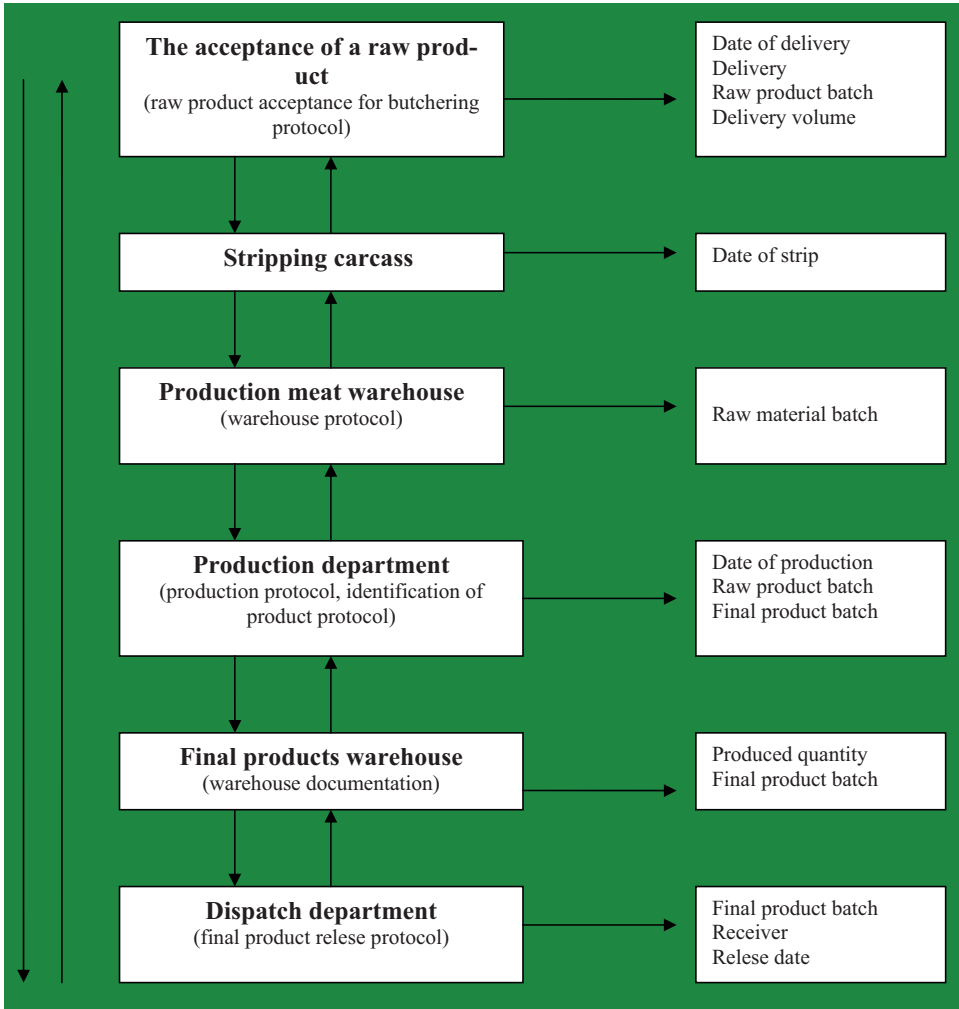 The acceptance of a raw prod-
uct
(raw product acceptance for butchering
protocol)
Date of delivery
Delivery
Raw product batch
Delivery volume
Stripping carcass
Date of strip
Production meat warehouse
(warehouse protocol)
Raw material batch
Production department
(production protocol, identification of
product protocol)
Date of production
Raw product batch
Final product batch
Final products warehouse
(warehouse documentation)
Produced quantity
Final product batch
Dispatch department
(final product relese protocol)
Final product batch
Receiver
Relese date